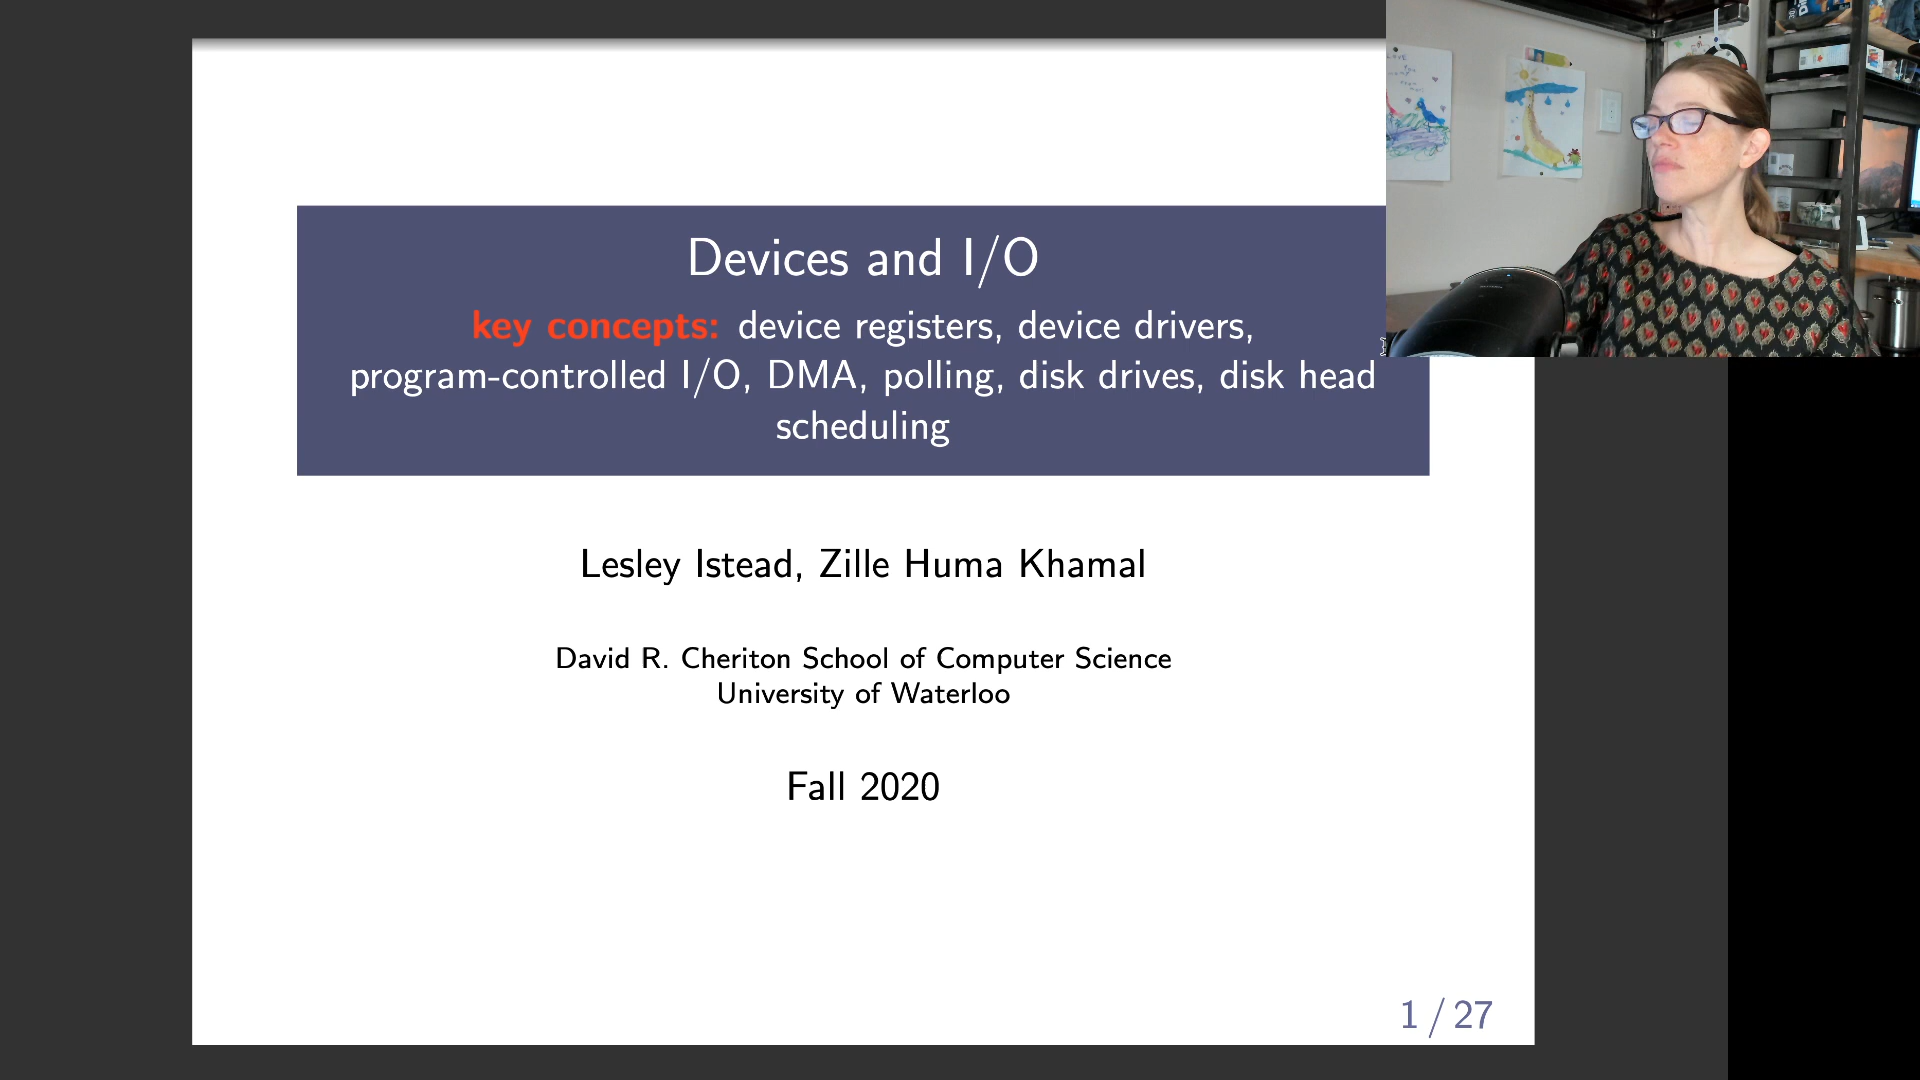 Devices and I/O
key concepts: device registers, device drivers,
program-controlled I/O, DMA, polling, disk drives, disk head
scheduling
Lesley Istead, Zille Huma Khamal
David R. Cheriton School of Computer Science
University of Waterloo
Fall 2020
1 / 27